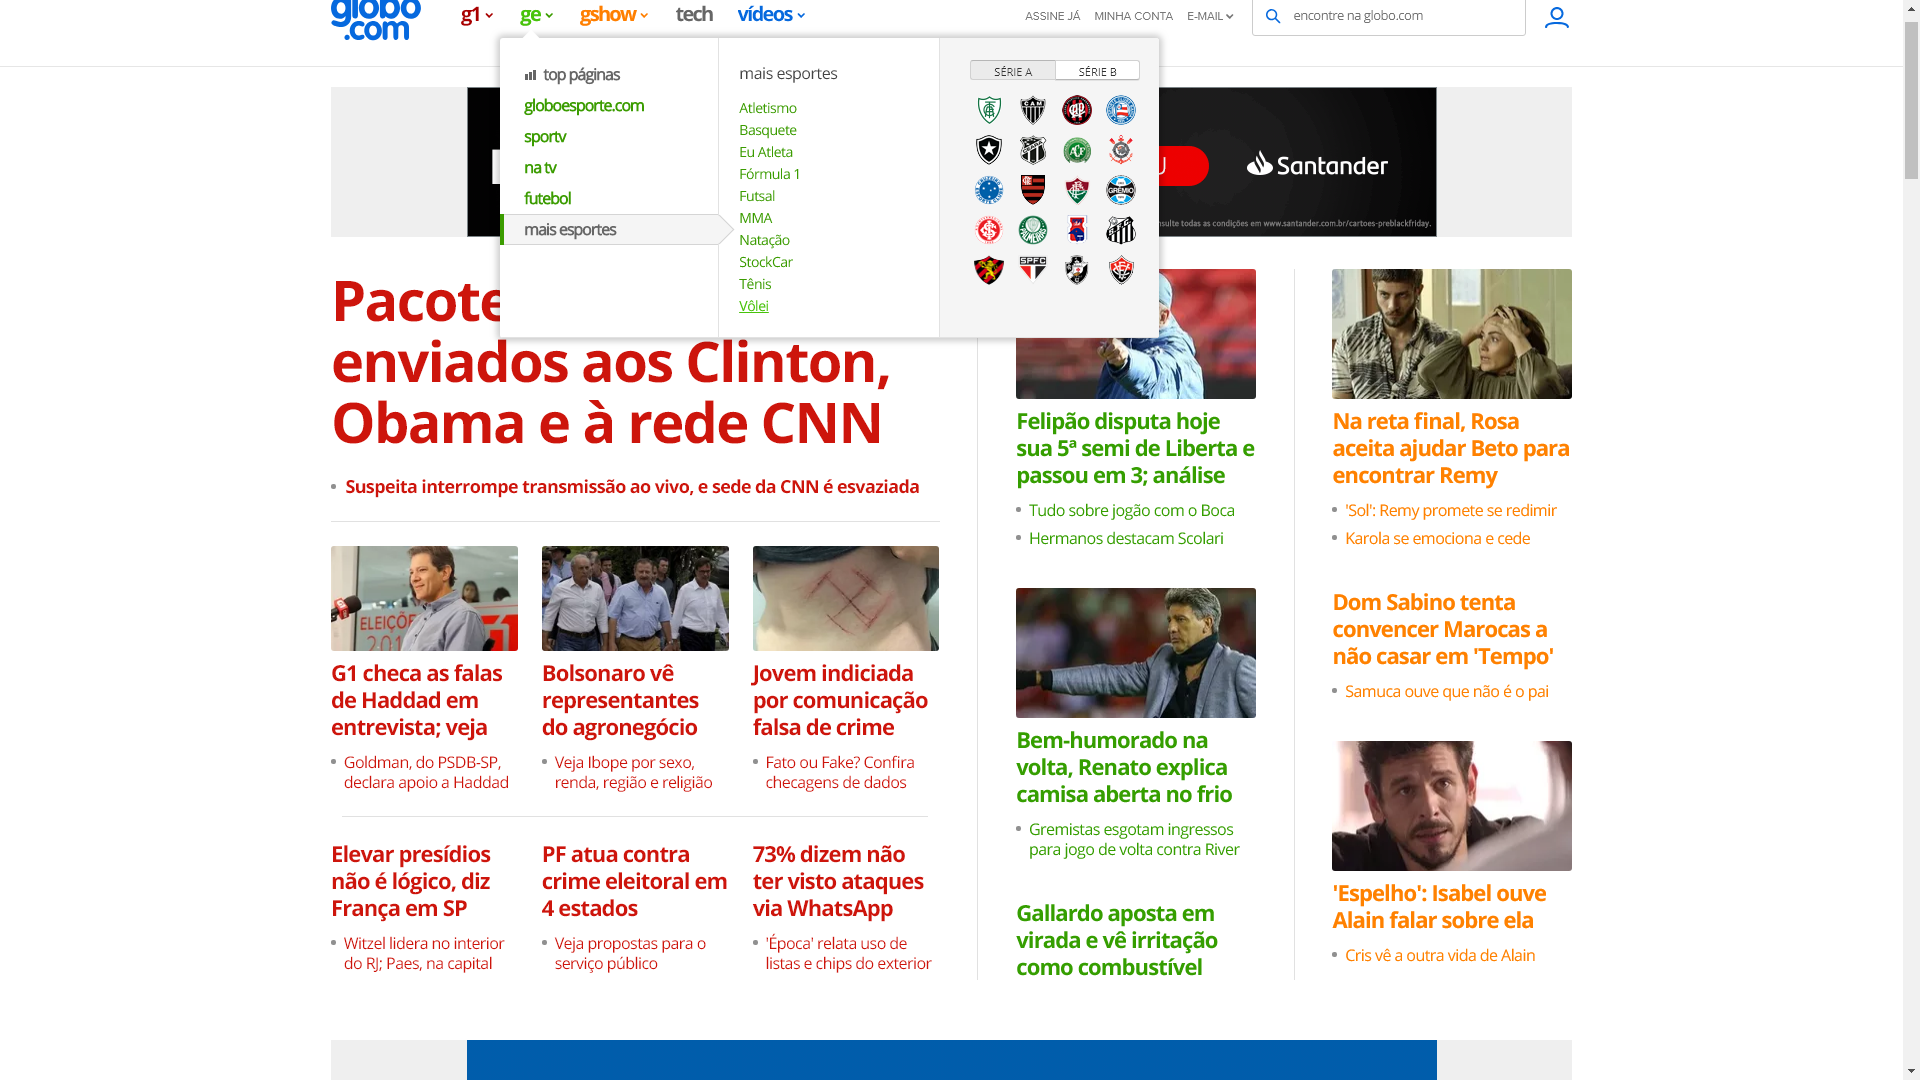 globo
.com
g1
ge
gshow
tech
vídeos
ASSINE JÁ
MINHA CONTA
E-MAIL
encontre na globo.com
top páginas
globoesporte.com
sportv
na tv
futebol
mais esportes
mais esportes
Atletismo
Basquete
Eu Atleta
Fórmula 1
Futsal
MMA
Natação
StockCar
Tênis
Vôlei
SÉRIE A
SÉRIE B
CAM
GRÊMIO
PALMEIRAS
SPFC
Santander
sulte todas as condições em www.santander.com.br/cartoes-preblackfriday.
Pacote
enviados aos Clinton,
Obama e à rede CNN
Suspeita interrompe transmissão ao vivo, e sede da CNN é esvaziada
ELEIÇÕES
G1 checa as falas
de Haddad em
entrevista; veja
Goldman, do PSDB-SP,
declara apoio a Haddad
Bolsonaro vê
representantes
do agronegócio
Veja Ibope por sexo,
renda, região e religião
Jovem indiciada
por comunicação
falsa de crime
Fato ou Fake? Confira
checagens de dados
Elevar presídios
não é lógico, diz
França em SP
Witzel lidera no interior
do RJ; Paes, na capital
PF atua contra
crime eleitoral em
4 estados
Veja propostas para o
serviço público
73% dizem não
ter visto ataques
via WhatsApp
'Época' relata uso de
listas e chips do exterior
Felipão disputa hoje
sua 5ª semi de Liberta e
passou em 3; análise
Tudo sobre jogão com o Boca
Hermanos destacam Scolari
Bem-humorado na
volta, Renato explica
camisa aberta no frio
Gremistas esgotam ingressos
para jogo de volta contra River
Gallardo aposta em
virada e vê irritação
como combustível
Na reta final, Rosa
aceita ajudar Beto para
encontrar Remy
'Sol': Remy promete se redimir
Karola se emociona e cede
Dom Sabino tenta
convencer Marocas a
não casar em 'Tempo'
Samuca ouve que não é o pai
'Espelho': Isabel ouve
Alain falar sobre ela
Cris vê a outra vida de Alain